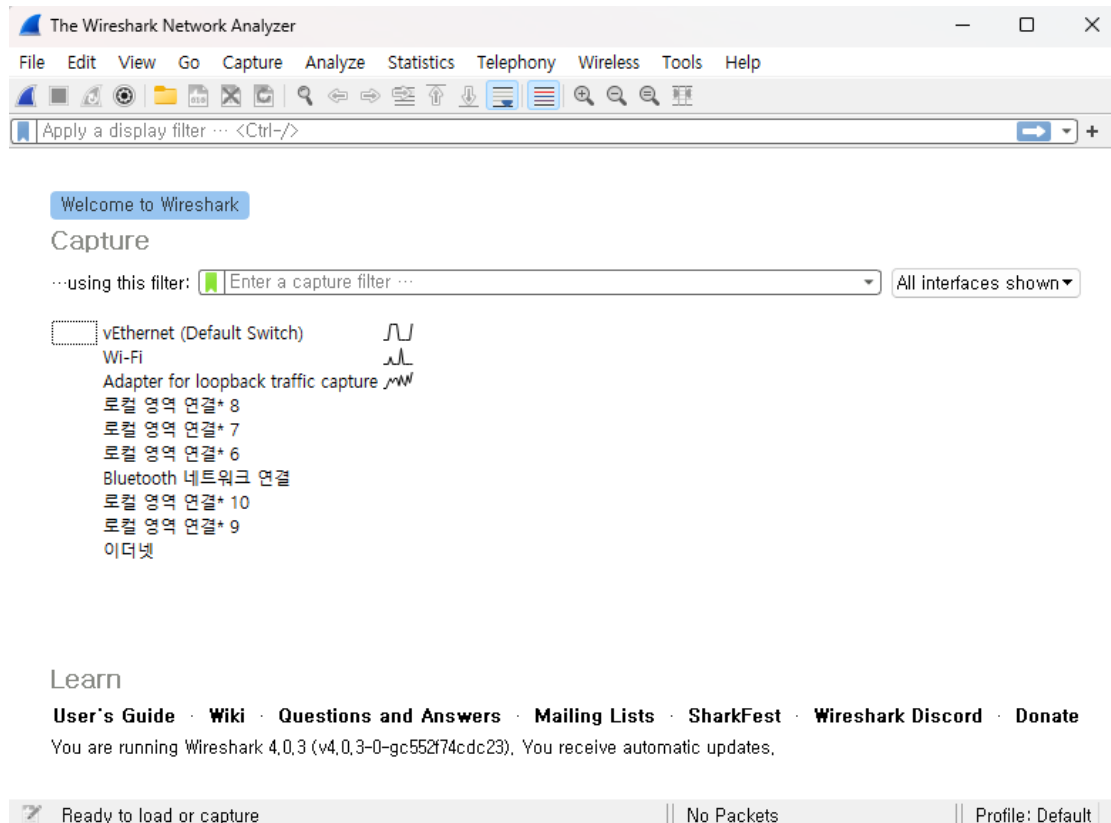 The Wireshark Network Analyzer
File Edit View Go Capture Analyze Statistics Telephony Wireless Tools Help
Apply a display filter ··· <Ctrl-/>
Welcome to Wireshark
Capture
···using this filter: Enter a capture filter ··· All interfaces shown
vEthernet (Default Switch)
Wi-Fi
Adapter for loopback traffic capture
로컬 영역 연결* 8
로컬 영역 연결* 7
로컬 영역 연결* 6
Bluetooth 네트워크 연결
로컬 영역 연결* 10
로컬 영역 연결* 9
이더넷
Learn
User's Guide · Wiki · Questions and Answers · Mailing Lists · SharkFest · Wireshark Discord · Donate
You are running Wireshark 4.0.3 (v4.0.3-0-gc552f74cdc23). You receive automatic updates.
Ready to load or capture No Packets Profile: Default